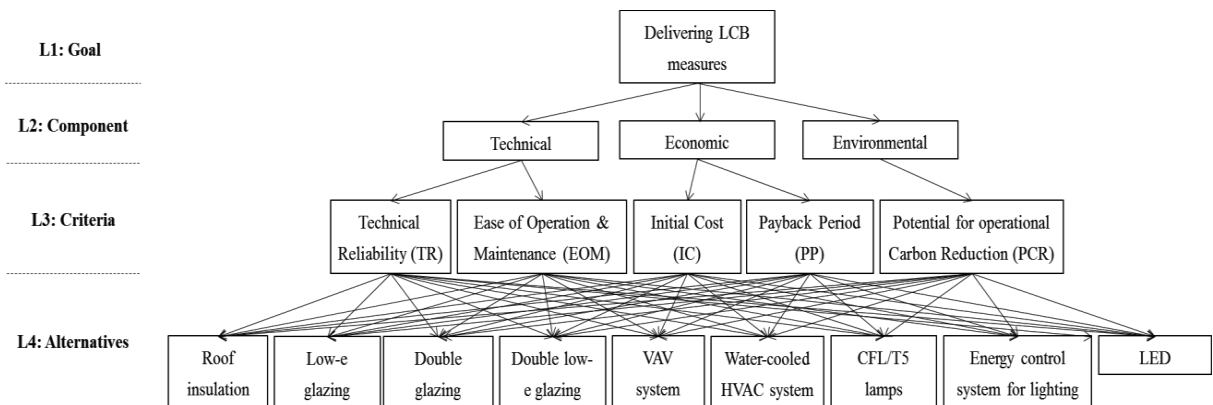 L1: Goal
Delivering LCB
measures
L2: Component
Technical
Economic
Environmental
L3: Criteria
Technical
Reliability (TR)
Ease of Operation &
Maintenance (EOM)
Initial Cost
(IC)
Payback Period
(PP)
Potential for operational
Carbon Reduction (PCR)
L4: Alternatives
Roof
insulation
Low-e
glazing
Double
glazing
Double low-
e glazing
VAV
system
Water-cooled
HVAC system
CFL/T5
lamps
Energy control
system for lighting
LED